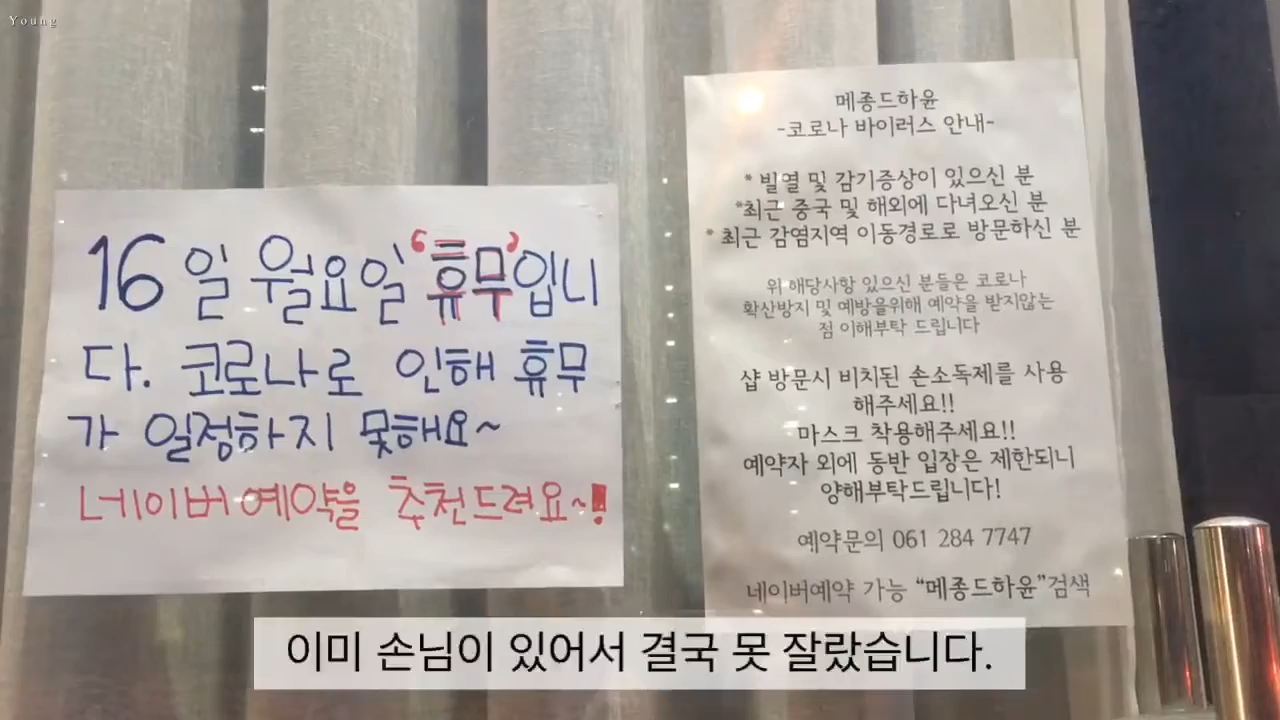 Young
16일 월요일 '휴무'입니
다. 코로나로 인해 휴무
가 일정하지 못해요~
네이버예약을 추천드려요~!
메종드하윤
-코로나 바이러스 안내-
* 발열 및 감기증상이 있으신 분
*최근 중국 및 해외에 다녀오신 분
* 최근 감염지역 이동경로로 방문하신 분
위 해당사항 있으신 분들은 코로나
확산방지 및 예방을위해 예약을 받지않는
점 이해부탁 드립니다
샵 방문시 비치된 손소독제를 사용
해주세요!!
마스크 착용해주세요!!
예약자 외에 동반 입장은 제한되니
양해부탁드립니다!
예약문의 061 284 7747
네이버예약 가능 “메종드하윤”검색
이미 손님이 있어서 결국 못 잘랐습니다.